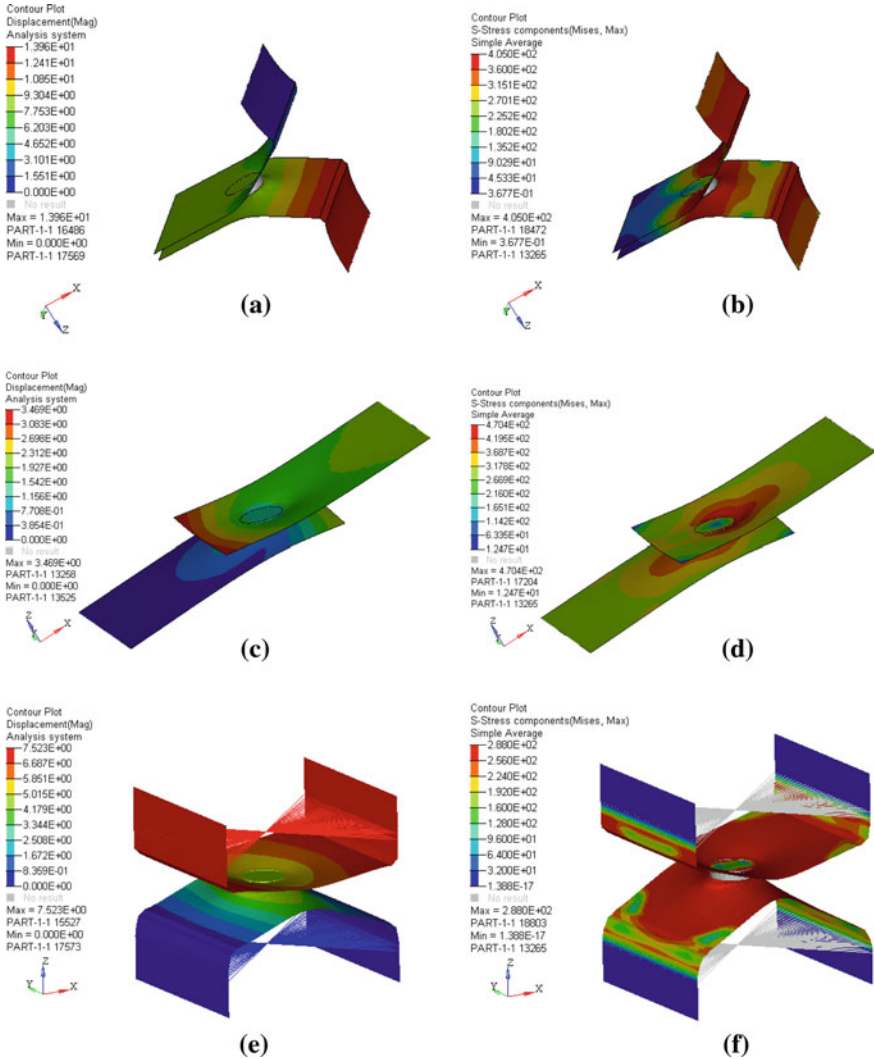 Contour Plot
Displacement(Mag)
Analysis system
1.396E+01
1.241E+01
1.085E+01
9.304E+00
7.753E+00
6.203E+00
4.652E+00
3.101E+00
1.551E+00
0.000E+00
No result
Max = 1.396E+01
PART-1-1 16486
Min = 0.000E+00
PART-1-1 17569
X
Y
Z
(a)
Contour Plot
S-Stress components(Mises, Max)
Simple Average
4.050E+02
3.600E+02
3.151E+02
2.701E+02
2.252E+02
1.802E+02
1.352E+02
9.029E+01
4.533E+01
3.677E-01
No result
Max = 4.050E+02
PART-1-1 18472
Min = 3.677E-01
PART-1-1 13265
X
Y
Z
(b)
Contour Plot
Displacement(Mag)
Analysis system
3.469E+00
3.083E+00
2.698E+00
2.312E+00
1.927E+00
1.542E+00
1.156E+00
7.708E-01
3.854E-01
0.000E+00
No result
Max = 3.469E+00
PART-1-1 13258
Min = 0.000E+00
PART-1-1 13525
Z
X
(c)
Contour Plot
S-Stress components(Mises, Max)
Simple Average
4.704E+02
4.195E+02
3.687E+02
3.178E+02
2.669E+02
2.160E+02
1.651E+02
1.142E+02
6.335E+01
1.247E+01
No result
Max = 4.704E+02
PART-1-1 17204
Min = 1.247E+01
PART-1-1 13265
Z
X
(d)
Contour Plot
Displacement(Mag)
Analysis system
7.523E+00
6.687E+00
5.851E+00
5.015E+00
4.179E+00
3.344E+00
2.508E+00
1.672E+00
8.359E-01
0.000E+00
No result
Max = 7.523E+00
PART-1-1 15527
Min = 0.000E+00
PART-1-1 17573
Z
Y
X
(e)
Contour Plot
S-Stress components(Mises, Max)
Simple Average
2.880E+02
2.560E+02
2.240E+02
1.920E+02
1.600E+02
1.280E+02
9.600E+01
6.400E+01
3.200E+01
1.388E-17
No result
Max = 2.880E+02
PART-1-1 18803
Min = 1.388E-17
PART-1-1 13265
Z
Y
X
(f)